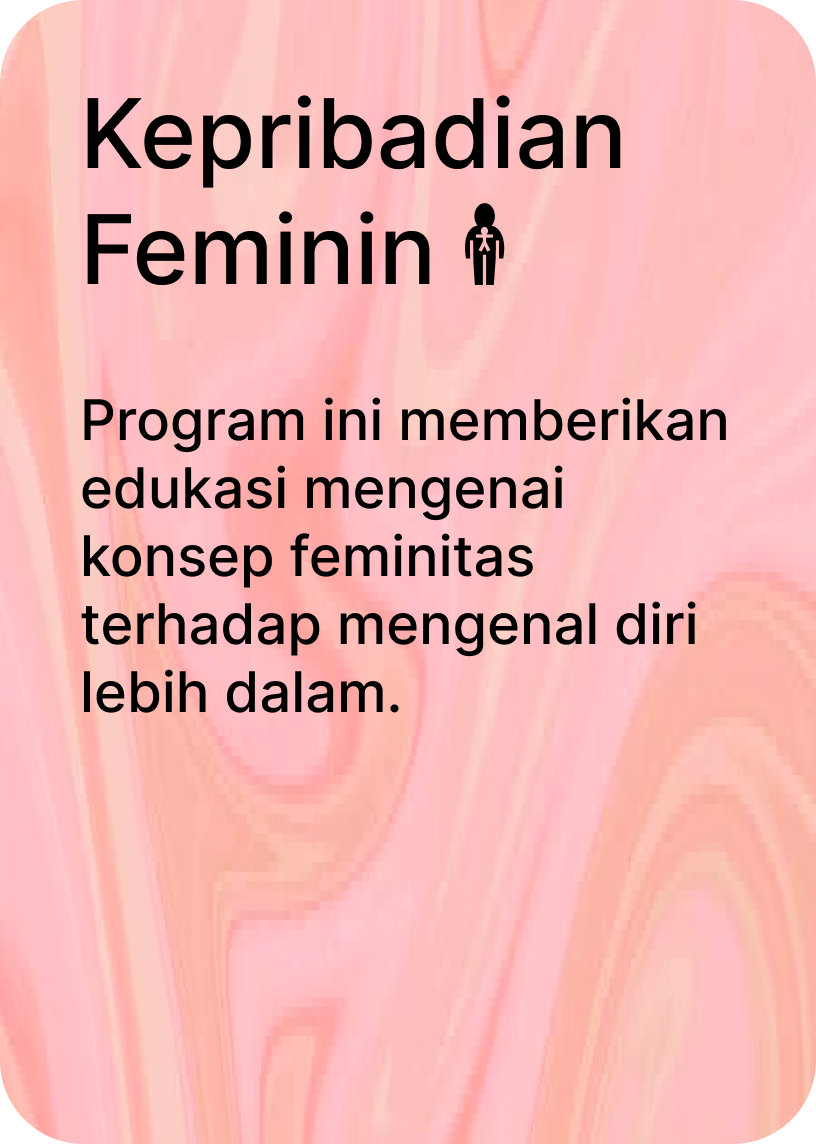 Kepribadian
Feminin
Program ini memberikan
edukasi mengenai
konsep feminitas
terhadap mengenal diri
lebih dalam.